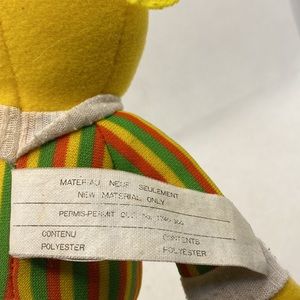 MATERIAU NEUF SEULEMENT
NEW MATERIAL ONLY
PERMIS-PERMIT QUE. No.
CONTENU CONTENTS
POLYESTER POLYESTER